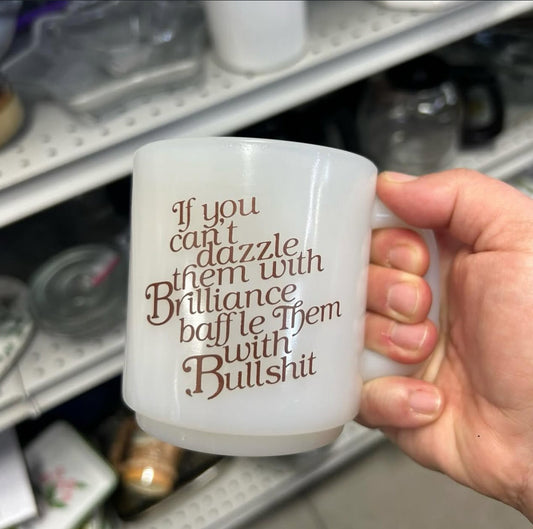 If you
can't
dazzle
them with
Brilliance
baffle Them
with
Bullshit